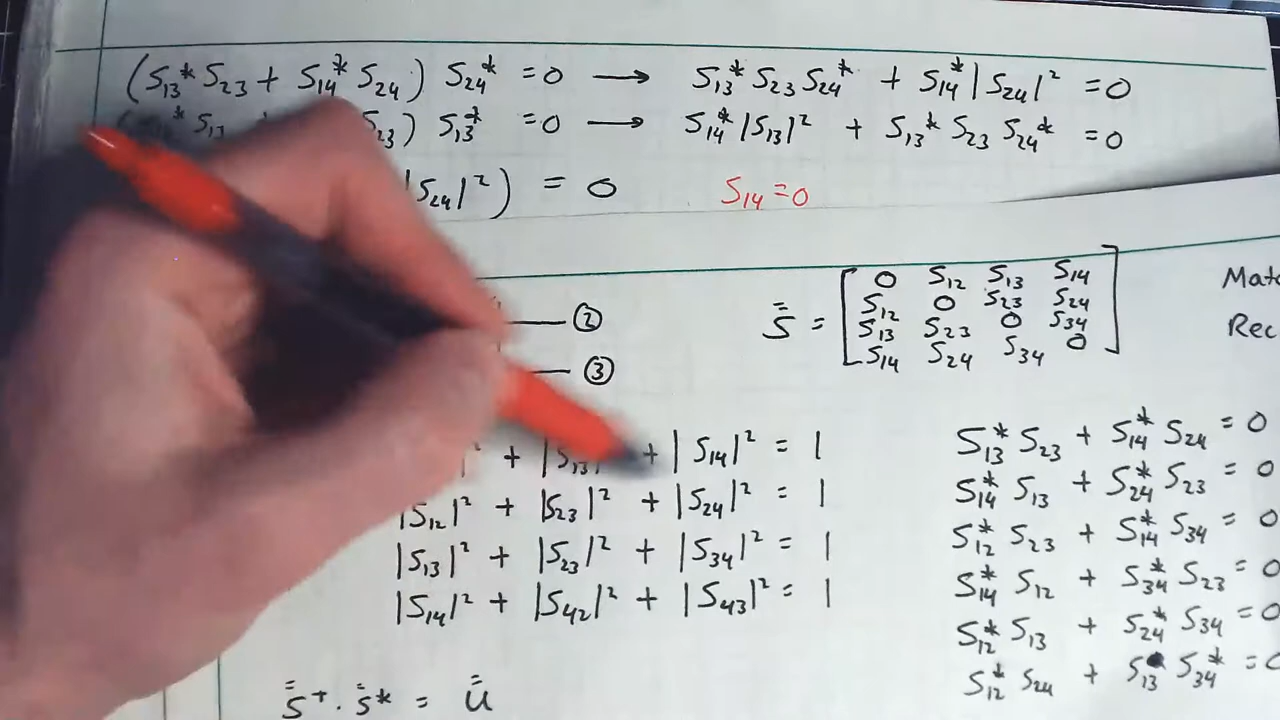 (S₁₃* S₂₃ + S₁₄* S₂₄) S₂₄* = 0 → S₁₃* S₂₃ S₂₄* + S₁₄* |S₂₄|² = 0
S₂₃) S₁₃* = 0 → S₁₄* |S₁₃|² + S₁₃* S₂₃ S₂₄* = 0
|S₂₄|²) = 0 S₁₄ = 0
S̿ = [ 0 S₁₂ S₁₃ S₁₄
S₁₂ 0 S₂₃ S₂₄
S₁₃ S₂₃ 0 S₃₄
S₁₄ S₂₄ S₃₄ 0 ]
②
③
² + |S₁₃| + |S₁₄|² = 1
|S₁₂|² + |S₂₃|² + |S₂₄|² = 1
|S₁₃|² + |S₂₃|² + |S₃₄|² = 1
|S₁₄|² + |S₄₂|² + |S₄₃|² = 1
S₁₃* S₂₃ + S₁₄* S₂₄ = 0
S₁₄* S₁₃ + S₂₄* S₂₃ = 0
S₁₂* S₂₃ + S₁₄* S₃₄ = 0
S₁₄* S₁₂ + S₃₄* S₂₃ = 0
S₁₂* S₁₃ + S₂₄* S₃₄ = 0
S₁₂* S₂₄ + S₁₃ S₃₄* = 0
S̿⁺ · S̿* = U̿